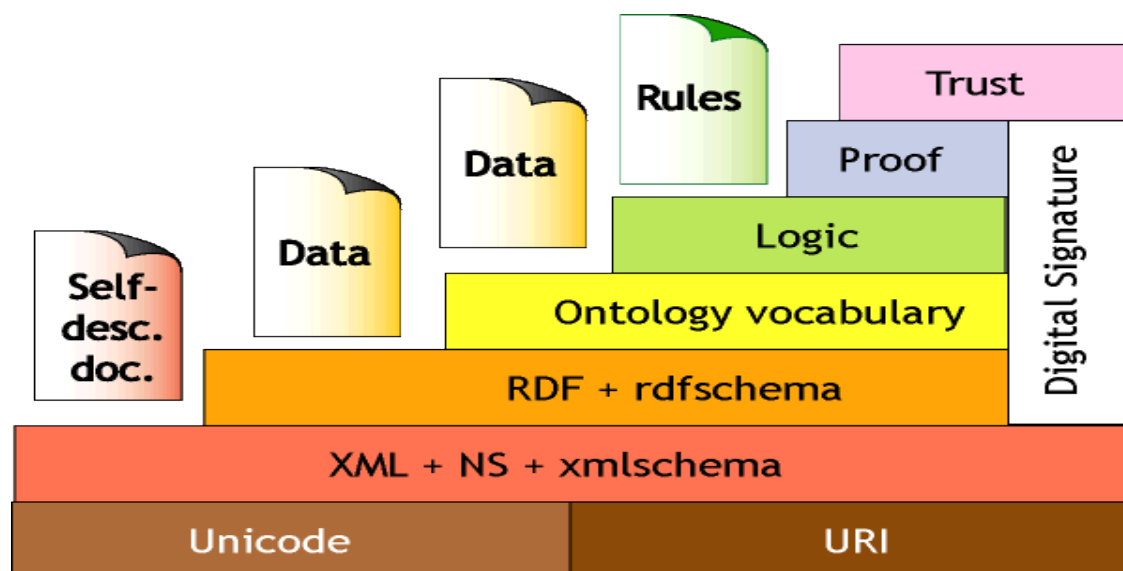 Rules
Trust
Data
Proof
Data
Logic
Self-
desc.
doc.
Ontology vocabulary
Digital Signature
RDF + rdfschema
XML + NS + xmlschema
Unicode
URI